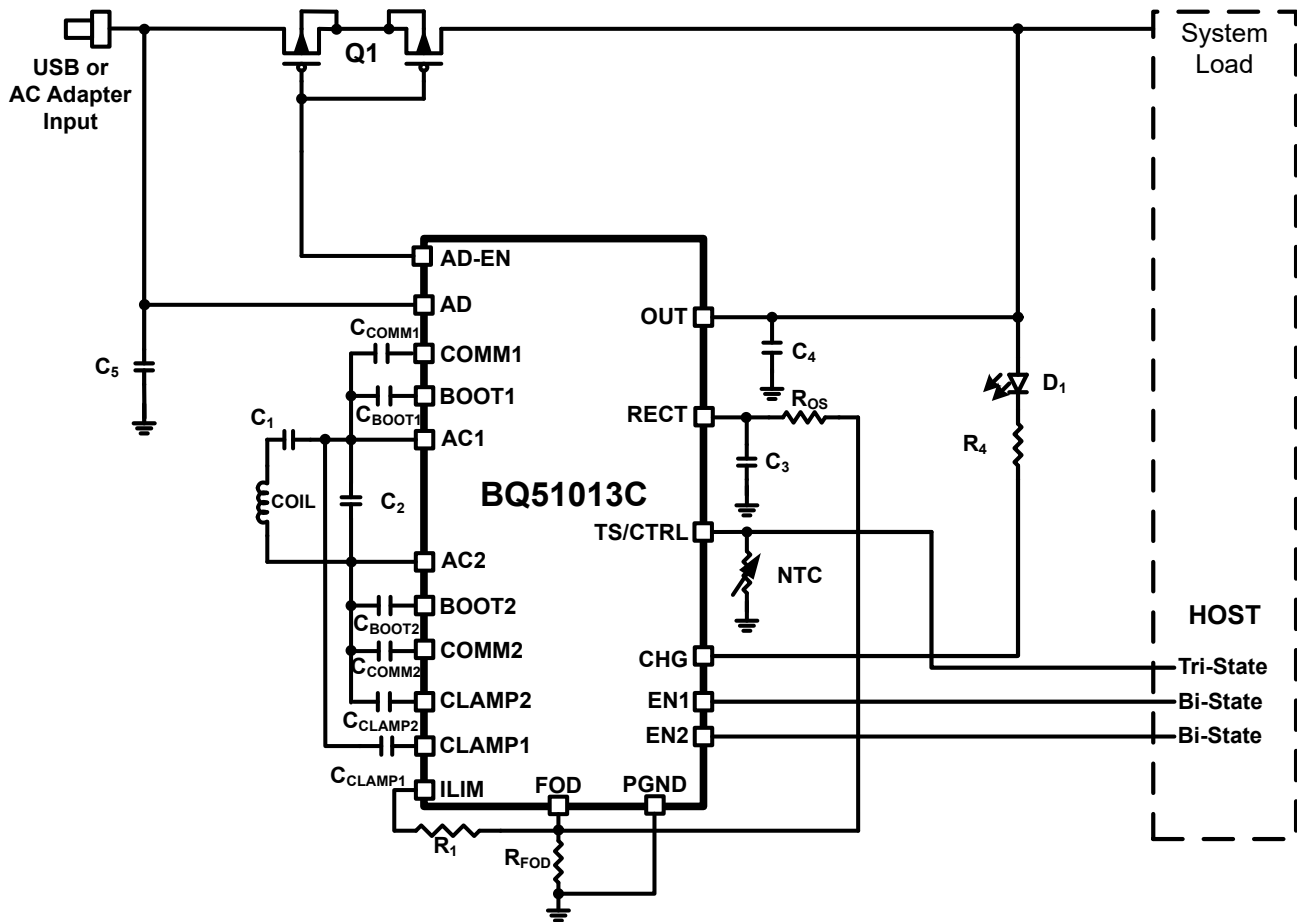 USB or
AC Adapter
Input
Q1
System
Load
AD-EN
AD
C5
CCOMM1
COMM1
BOOT1
CBOOT1
C1
AC1
COIL
C2
BQ51013C
AC2
BOOT2
CBOOT2
COMM2
CCOMM2
CLAMP2
CCLAMP2
CLAMP1
CCLAMP1
ILIM
FOD
PGND
R1
RFOD
OUT
C4
D1
RECT
ROS
C3
R4
TS/CTRL
NTC
HOST
CHG
Tri-State
EN1
Bi-State
EN2
Bi-State